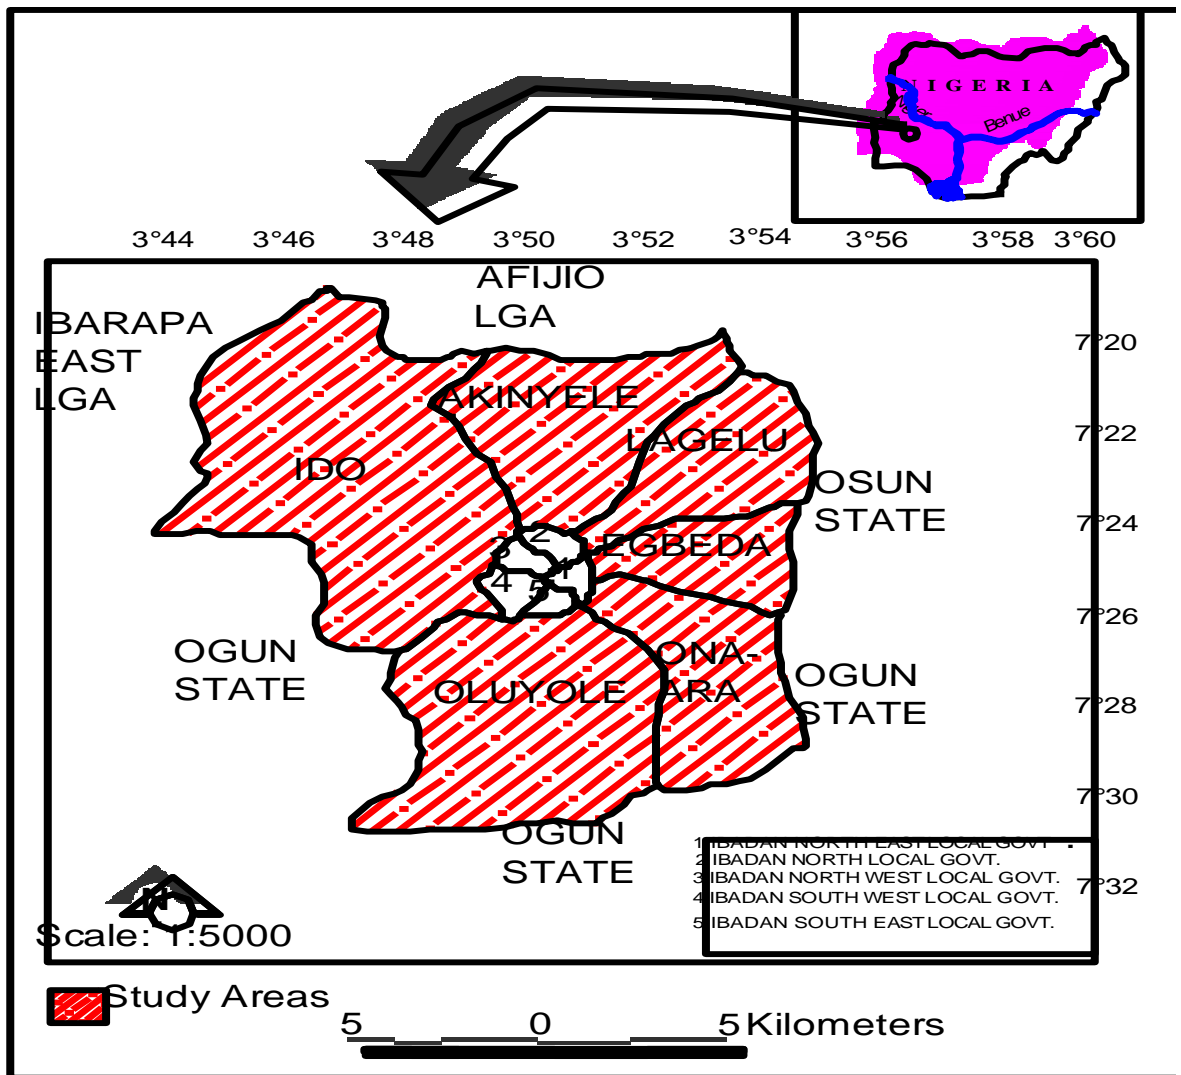 NIGERIA
Niger
Benue
3°44 3°46 3°48 3°50 3°52 3°54 3°56 3°58 3°60
AFIJIO
LGA
IBARAPA
EAST
LGA
7°20
AKINYELE
LAGELU
7°22
IDO
OSUN
STATE
7°24
2
3
EGBEDA
1
4
5
7°26
OGUN
STATE
ONA-
ARA
OLUYOLE
OGUN
STATE
7°28
7°30
OGUN
STATE
1 IBADAN NORTH EAST LOCAL GOVT .
2 IBADAN NORTH LOCAL GOVT.
3 IBADAN NORTH WEST LOCAL GOVT.
4 IBADAN SOUTH WEST LOCAL GOVT.
5 IBADAN SOUTH EAST LOCAL GOVT.
7°32
N
Scale: 1:5000
Study Areas
5 0 5 Kilometers